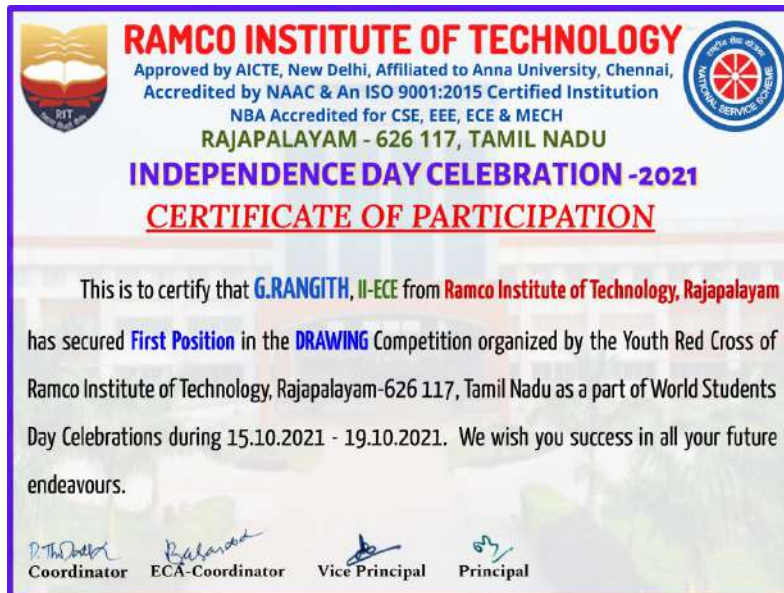 RAMCO INSTITUTE OF TECHNOLOGY
Approved by AICTE, New Delhi, Affiliated to Anna University, Chennai,
Accredited by NAAC & An ISO 9001:2015 Certified Institution
NBA Accredited for CSE, EEE, ECE & MECH
RAJAPALAYAM - 626 117, TAMIL NADU
RIT
राष्ट्रीय सेवा योजना
NATIONAL SERVICE SCHEME
INDEPENDENCE DAY CELEBRATION -2021
CERTIFICATE OF PARTICIPATION
This is to certify that G.RANGITH, II-ECE from Ramco Institute of Technology, Rajapalayam
has secured First Position in the DRAWING Competition organized by the Youth Red Cross of
Ramco Institute of Technology, Rajapalayam-626 117, Tamil Nadu as a part of World Students
Day Celebrations during 15.10.2021 - 19.10.2021. We wish you success in all your future
endeavours.
Coordinator ECA-Coordinator Vice Principal Principal